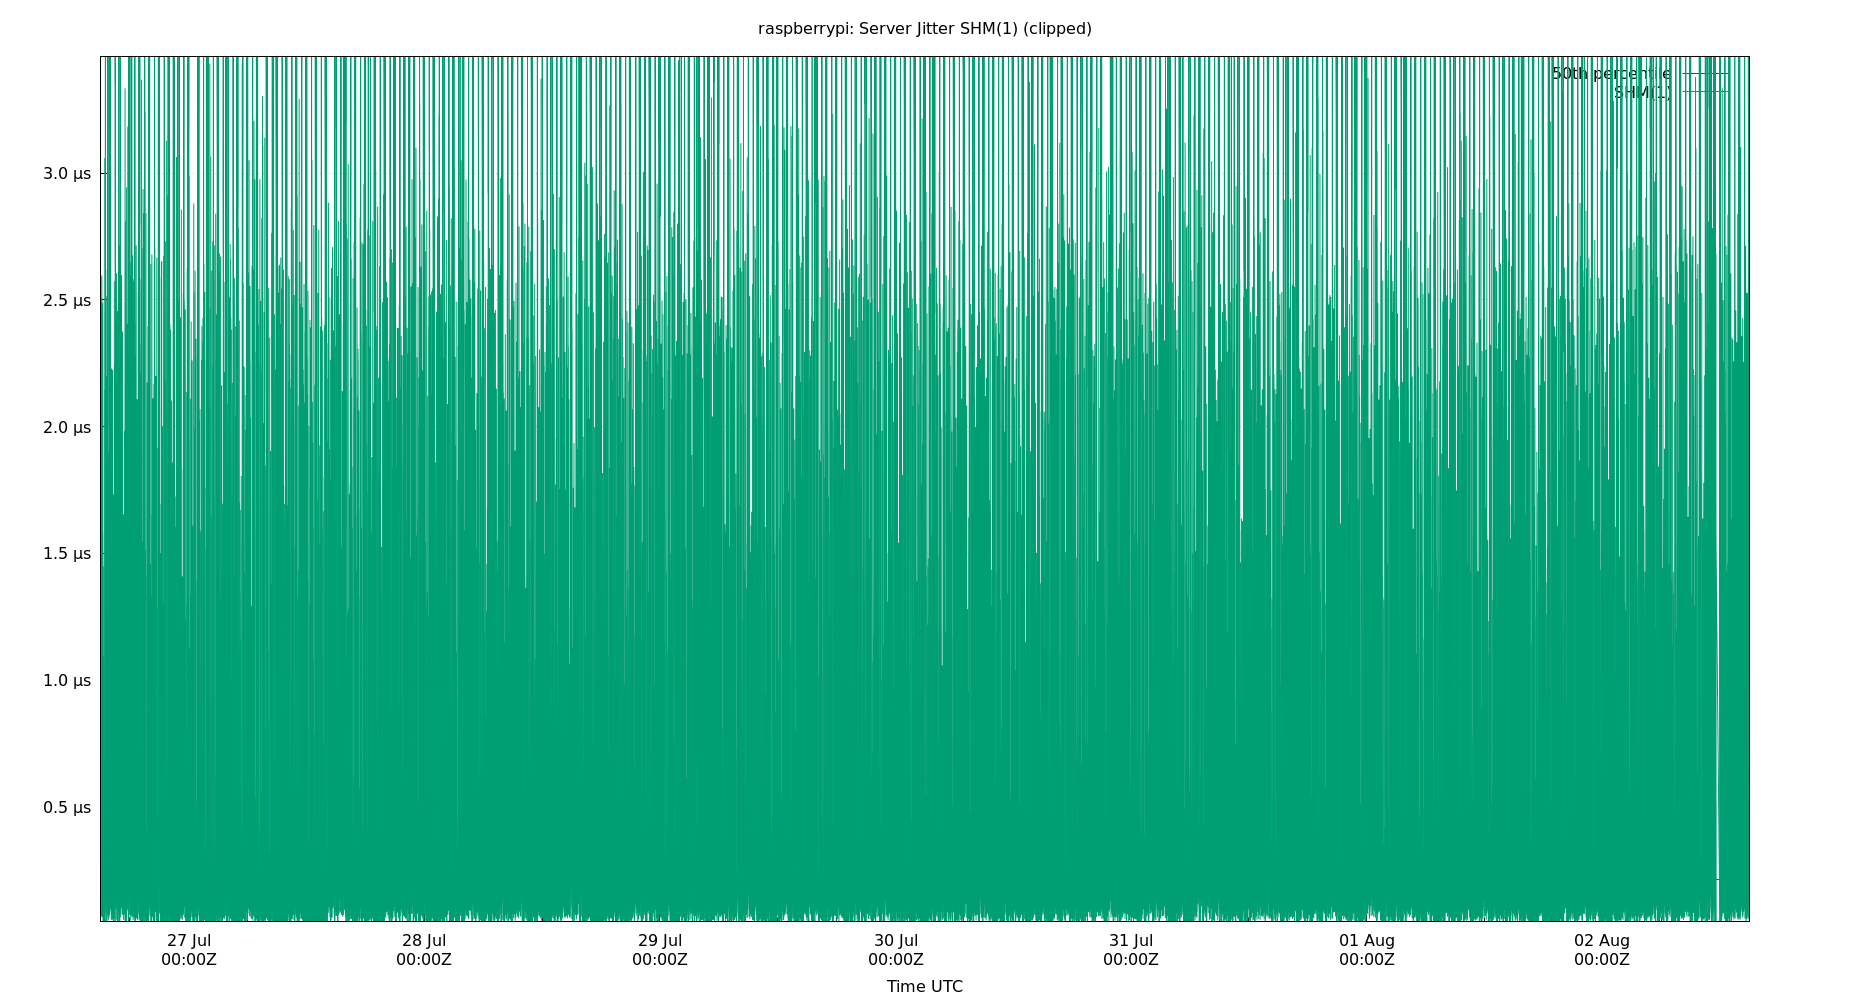 raspberrypi: Server Jitter SHM(1) (clipped)
50th percentile
SHM(1)
3.0 µs
2.5 µs
2.0 µs
1.5 µs
1.0 µs
0.5 µs
27 Jul 28 Jul 29 Jul 30 Jul 31 Jul 01 Aug 02 Aug
00:00Z 00:00Z 00:00Z 00:00Z 00:00Z 00:00Z 00:00Z
Time UTC